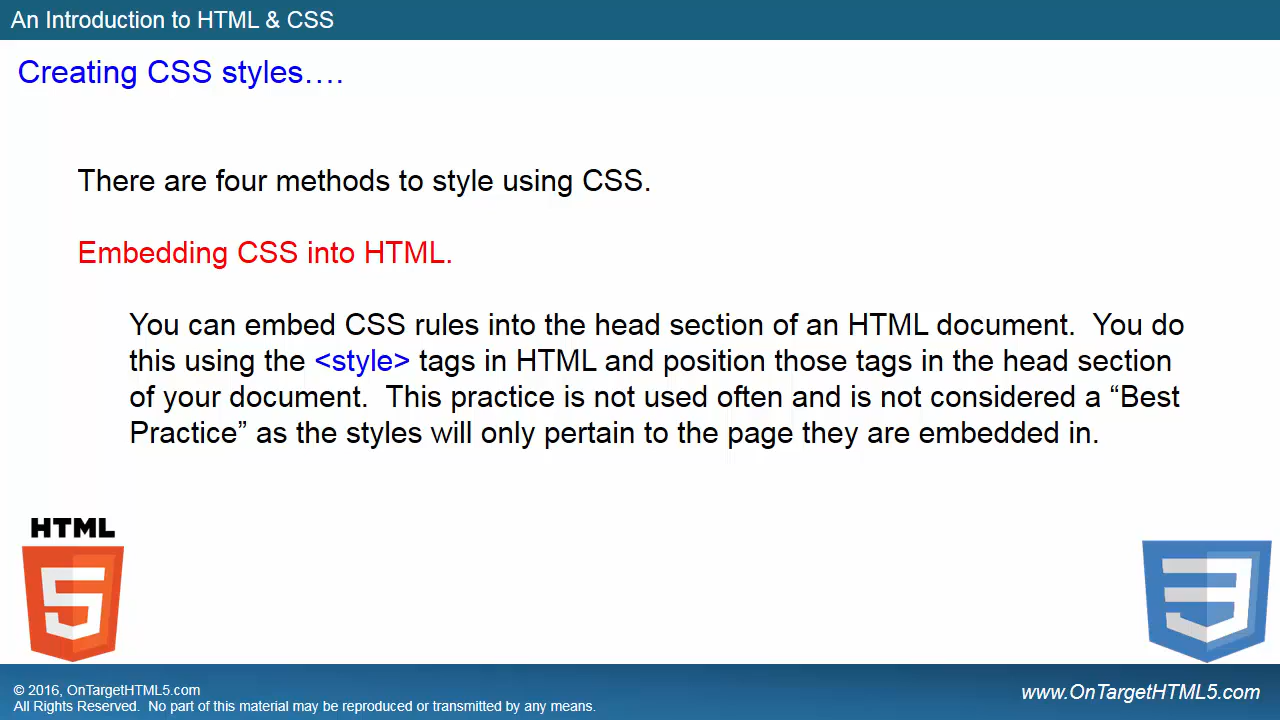 An Introduction to HTML & CSS
Creating CSS styles….
There are four methods to style using CSS.
Embedding CSS into HTML.
You can embed CSS rules into the head section of an HTML document.  You do
this using the <style> tags in HTML and position those tags in the head section
of your document.  This practice is not used often and is not considered a “Best
Practice” as the styles will only pertain to the page they are embedded in.
HTML
5
3
© 2016, OnTargetHTML5.com
All Rights Reserved.  No part of this material may be reproduced or transmitted by any means.
www.OnTargetHTML5.com